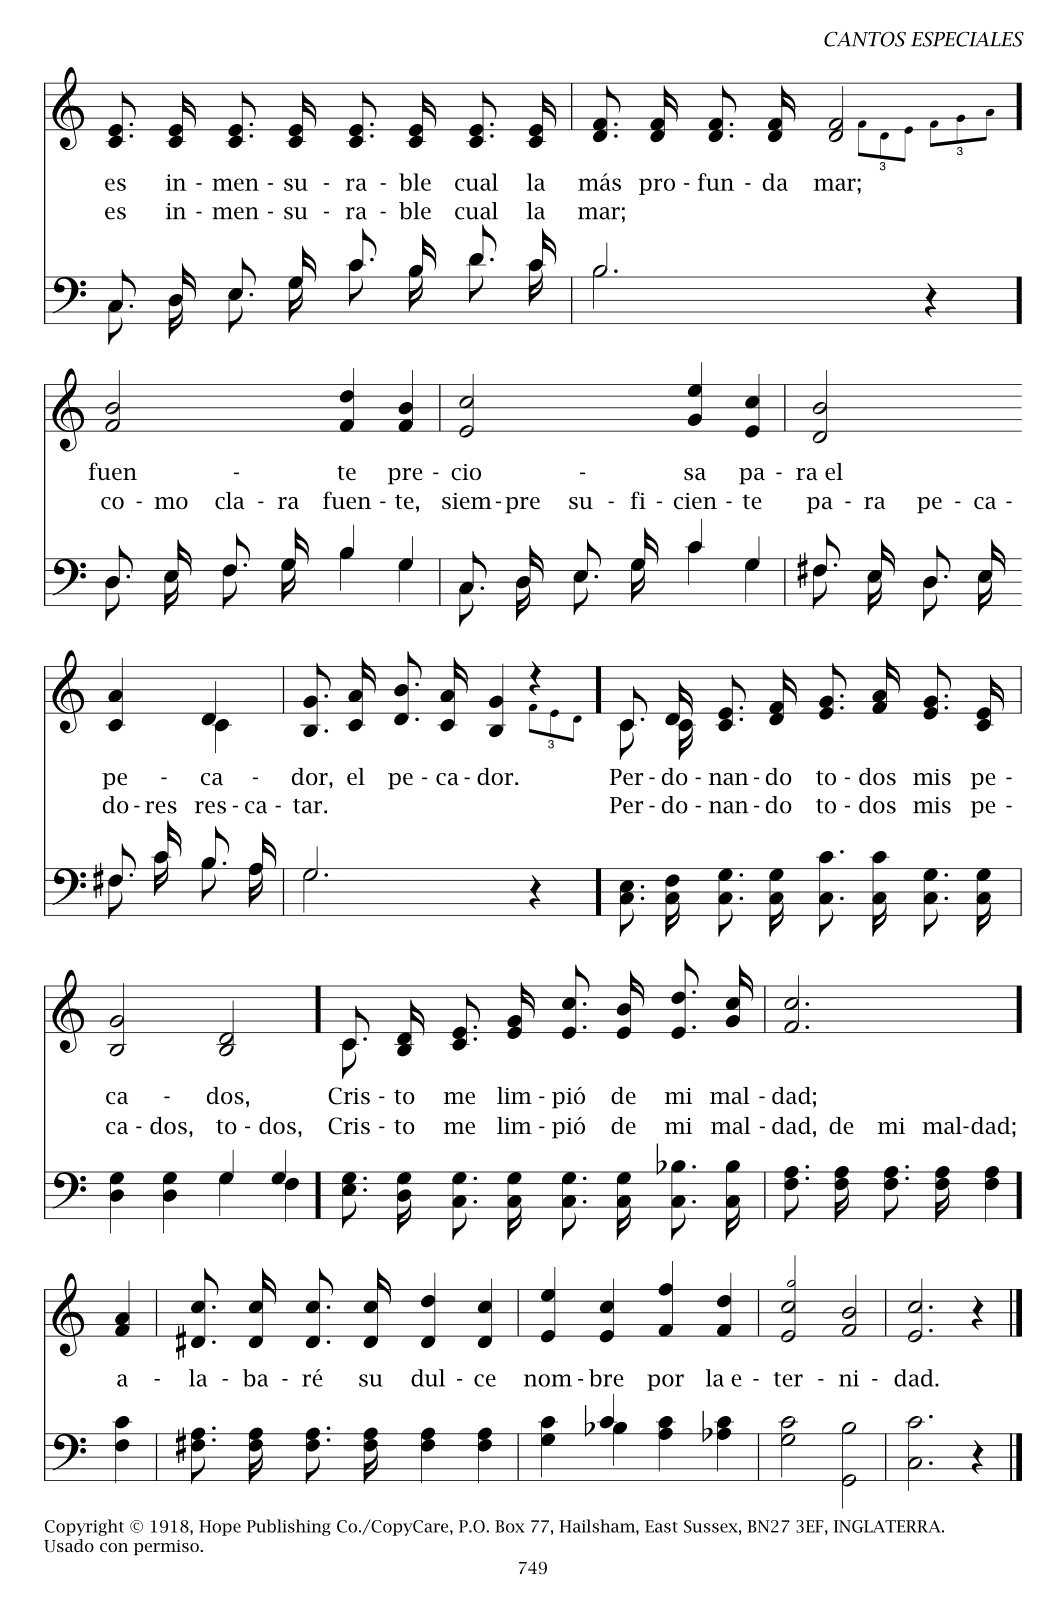 CANTOS ESPECIALES
3 3
es in - men - su - ra - ble cual la más pro - fun - da mar;
es in - men - su - ra - ble cual la mar;
fuen - te pre - cio - sa pa - ra el
co - mo cla - ra fuen - te, siem - pre su - fi - cien - te pa - ra pe - ca -
3
pe - ca - dor, el pe - ca - dor. Per - do - nan - do to - dos mis pe -
do - res res - ca - tar. Per - do - nan - do to - dos mis pe -
ca - dos, Cris - to me lim - pió de mi mal - dad;
ca - dos, to - dos, Cris - to me lim - pió de mi mal - dad, de mi mal - dad;
a - la - ba - ré su dul - ce nom - bre por la e - ter - ni - dad.
Copyright © 1918, Hope Publishing Co./CopyCare, P.O. Box 77, Hailsham, East Sussex, BN27 3EF, INGLATERRA.
Usado con permiso.
749